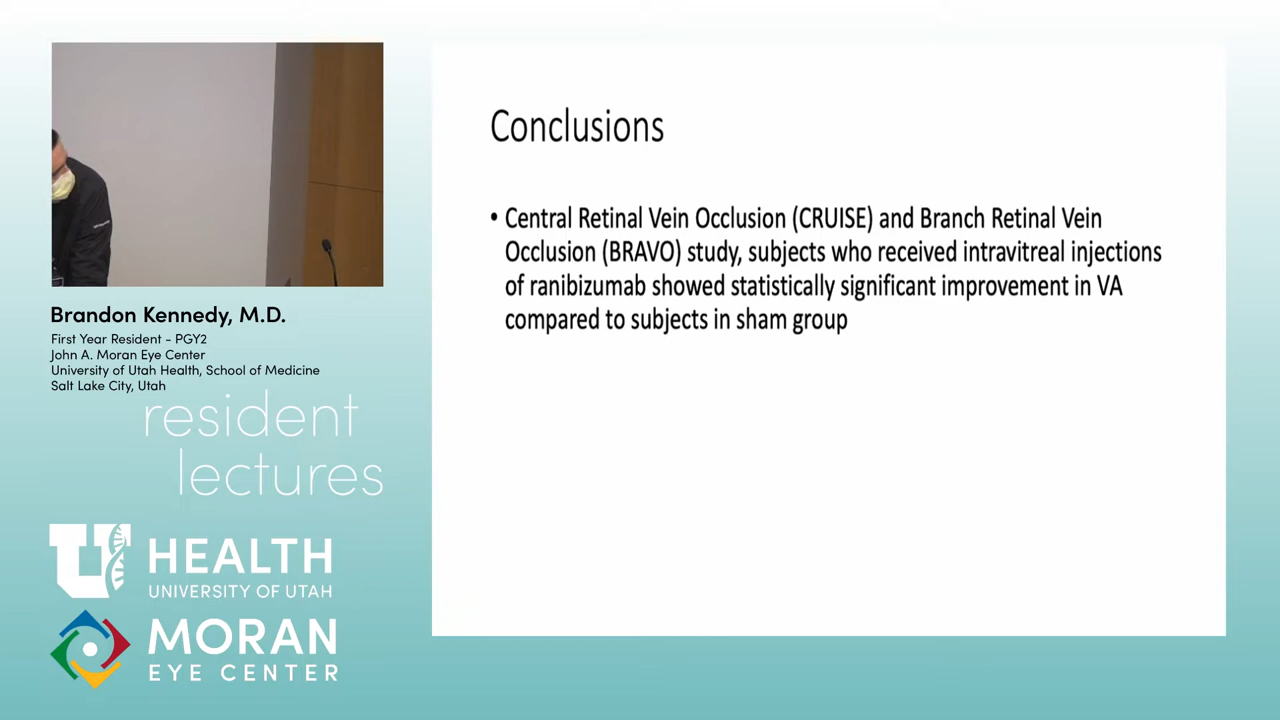 Conclusions
• Central Retinal Vein Occlusion (CRUISE) and Branch Retinal Vein
Occlusion (BRAVO) study, subjects who received intravitreal injections
of ranibizumab showed statistically significant improvement in VA
compared to subjects in sham group
Brandon Kennedy, M.D.
First Year Resident - PGY2
John A. Moran Eye Center
University of Utah Health, School of Medicine
Salt Lake City, Utah
resident
lectures
U HEALTH
UNIVERSITY OF UTAH
MORAN
EYE CENTER